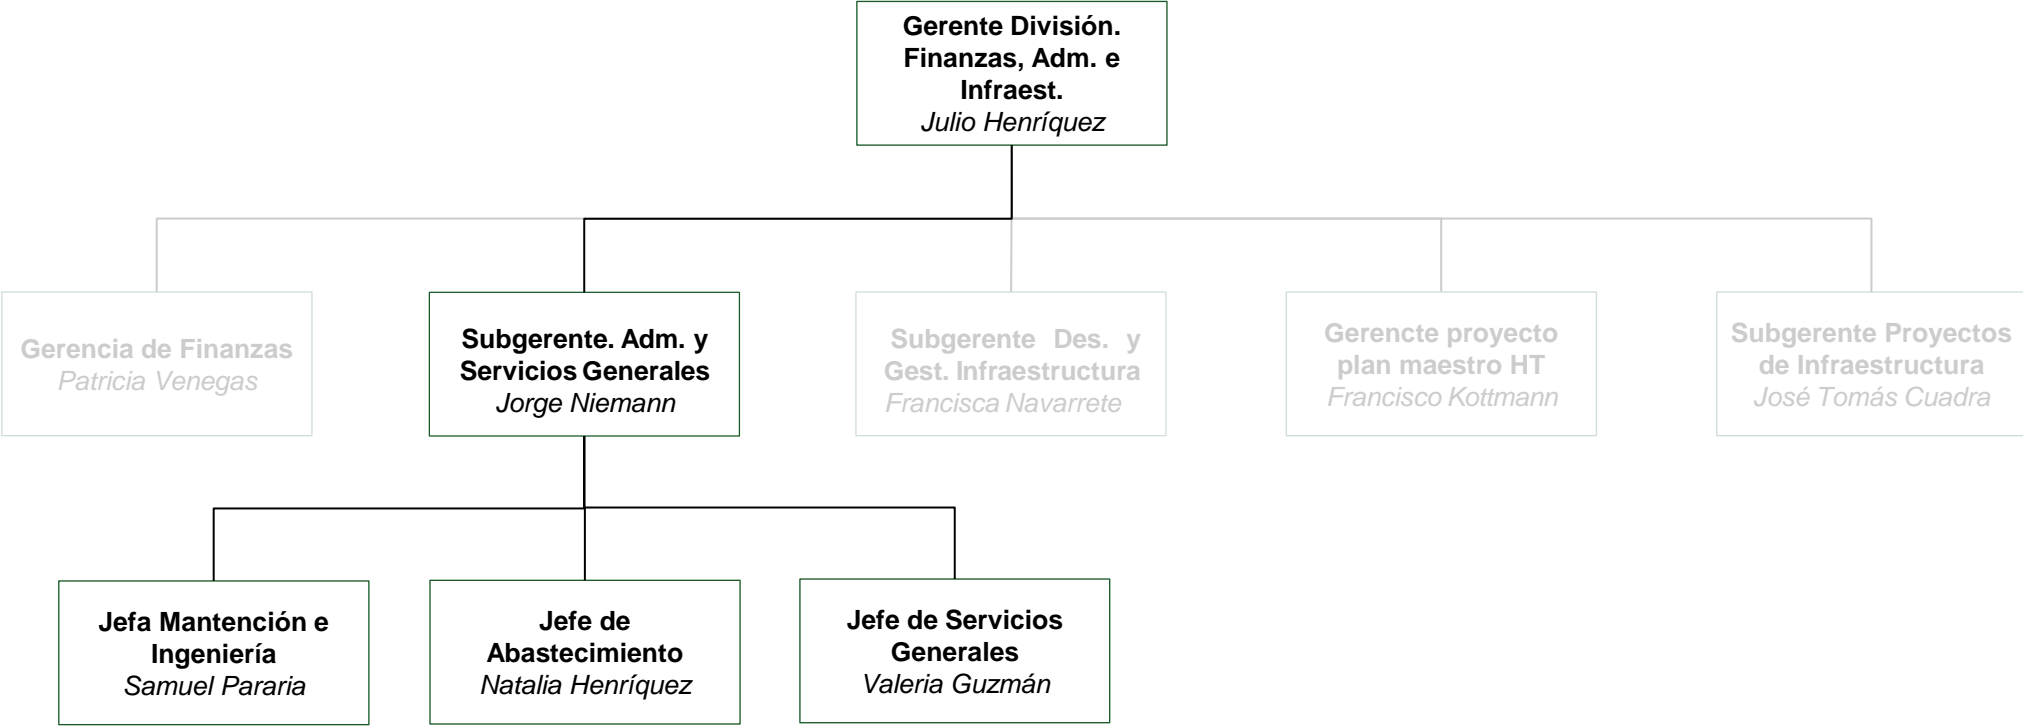 Gerente División.
Finanzas, Adm. e
Infraest.
Julio Henríquez
Gerencia de Finanzas
Patricia Venegas
Subgerente. Adm. y
Servicios Generales
Jorge Niemann
Subgerente Des. y
Gest. Infraestructura
Francisca Navarrete
Gerencte proyecto
plan maestro HT
Francisco Kottmann
Subgerente Proyectos
de Infraestructura
José Tomás Cuadra
Jefa Mantención e
Ingeniería
Samuel Pararia
Jefe de
Abastecimiento
Natalia Henríquez
Jefe de Servicios
Generales
Valeria Guzmán